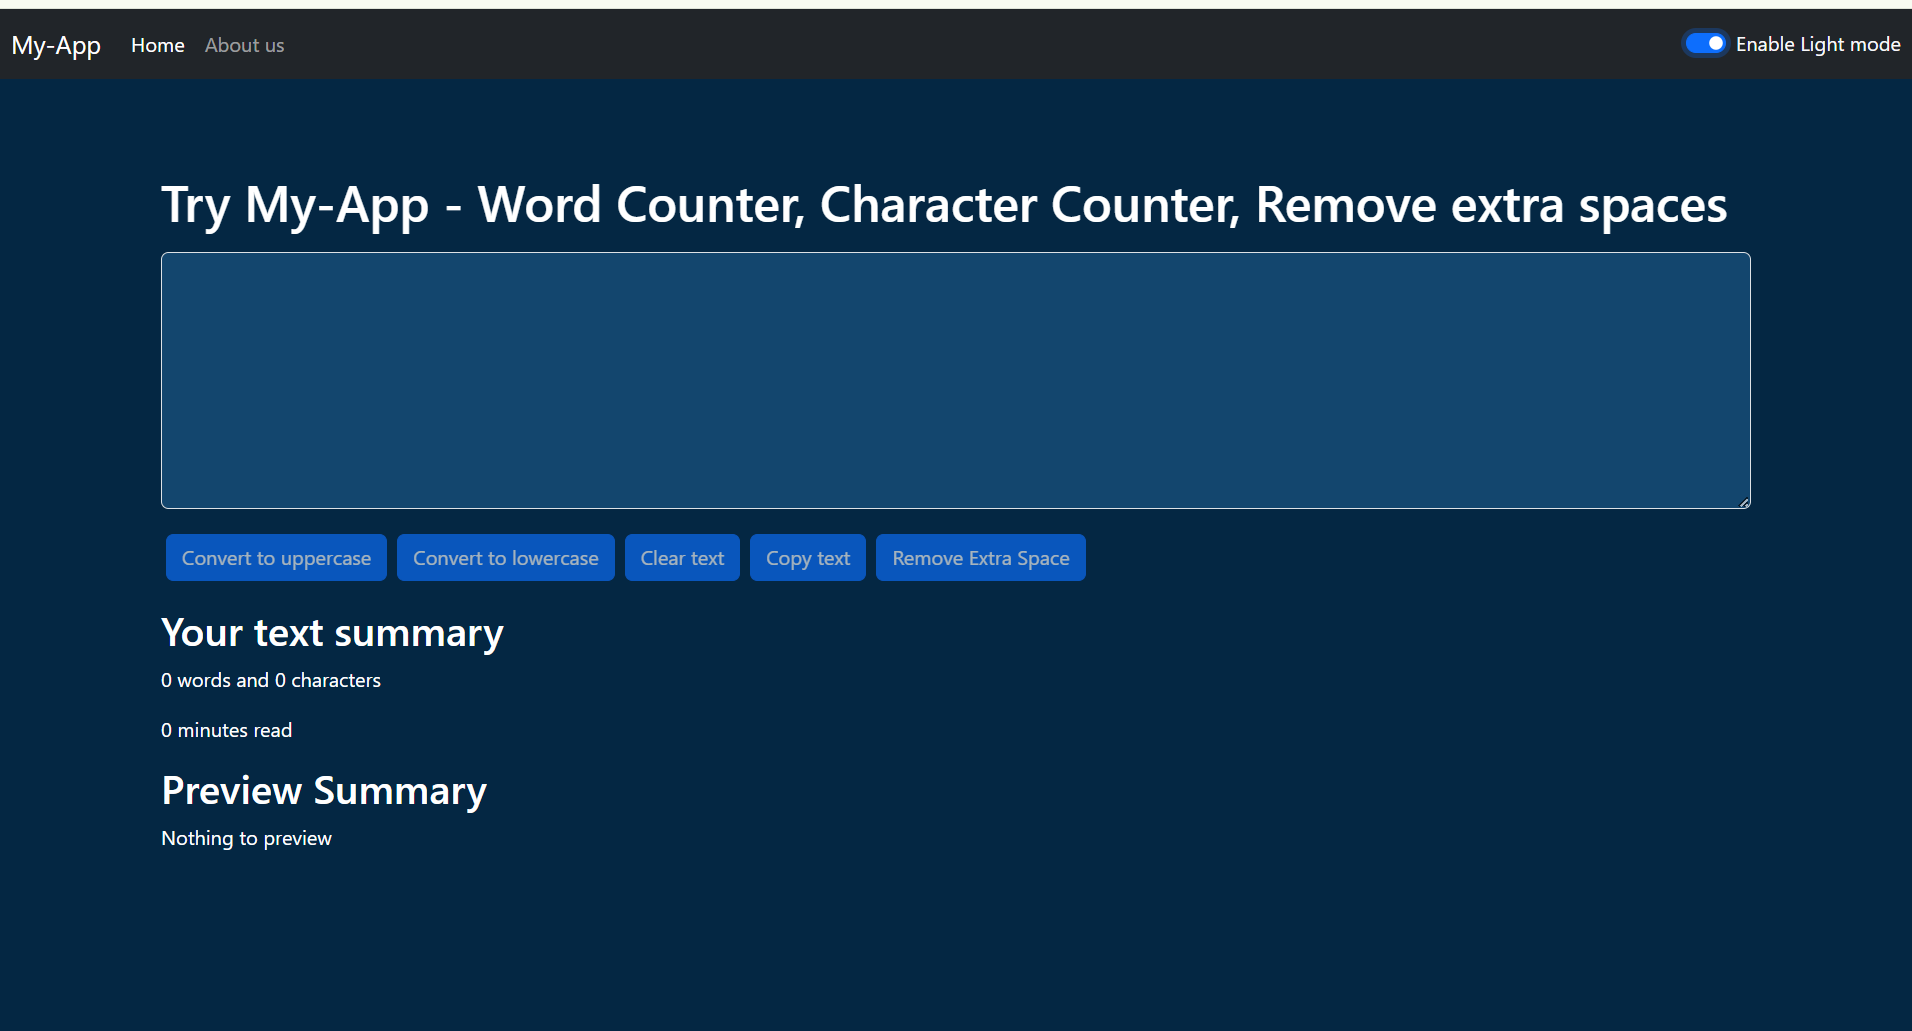 My-App Home About us Enable Light mode
Try My-App - Word Counter, Character Counter, Remove extra spaces
Convert to uppercase Convert to lowercase Clear text Copy text Remove Extra Space
Your text summary
0 words and 0 characters
0 minutes read
Preview Summary
Nothing to preview